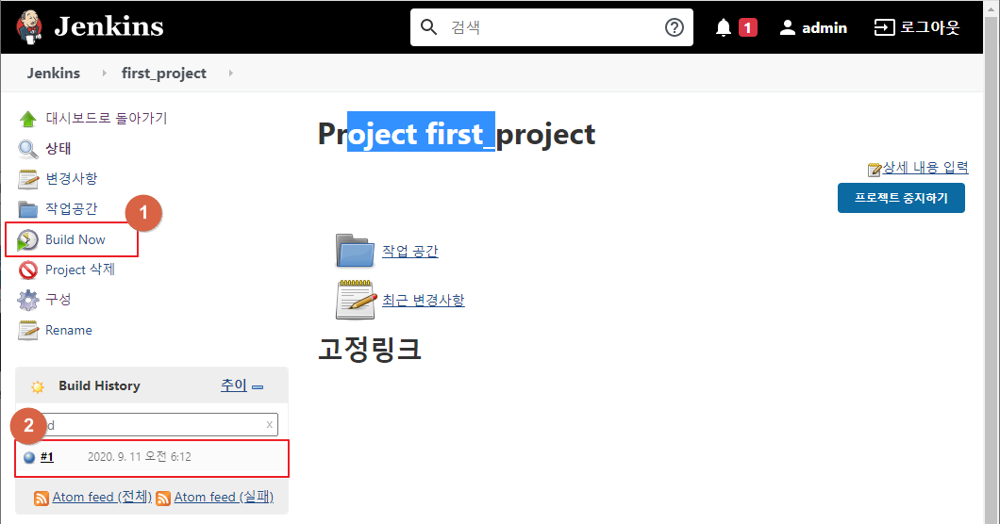 Jenkins
검색
1
admin
로그아웃
Jenkins
first_project
대시보드로 돌아가기
상태
변경사항
작업공간
1
Build Now
Project 삭제
구성
Rename
Project first_project
상세 내용 입력
프로젝트 중지하기
작업 공간
최근 변경사항
고정링크
Build History
추이
2
d
x
#1
2020. 9. 11 오전 6:12
Atom feed (전체)
Atom feed (실패)